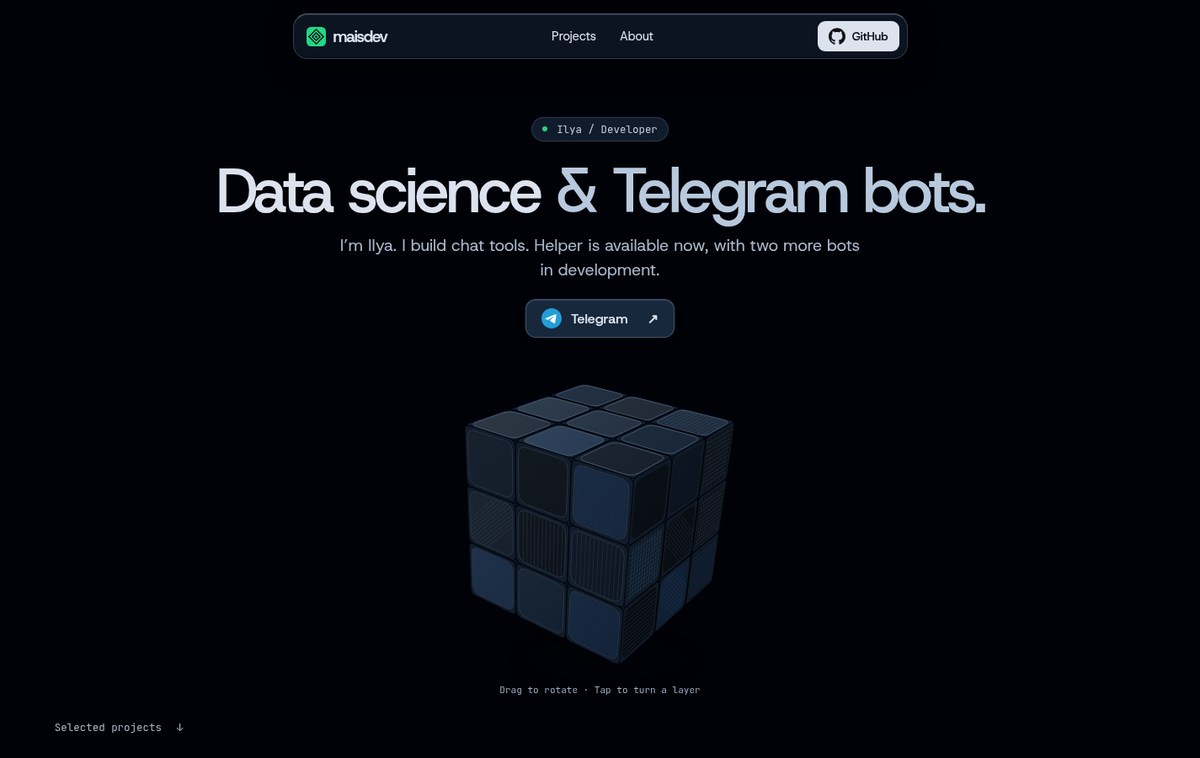 maisdev
Projects
About
GitHub
Ilya / Developer
Data science & Telegram bots.
I’m Ilya. I build chat tools. Helper is available now, with two more bots
in development.
Telegram ↗
Drag to rotate · Tap to turn a layer
Selected projects ↓